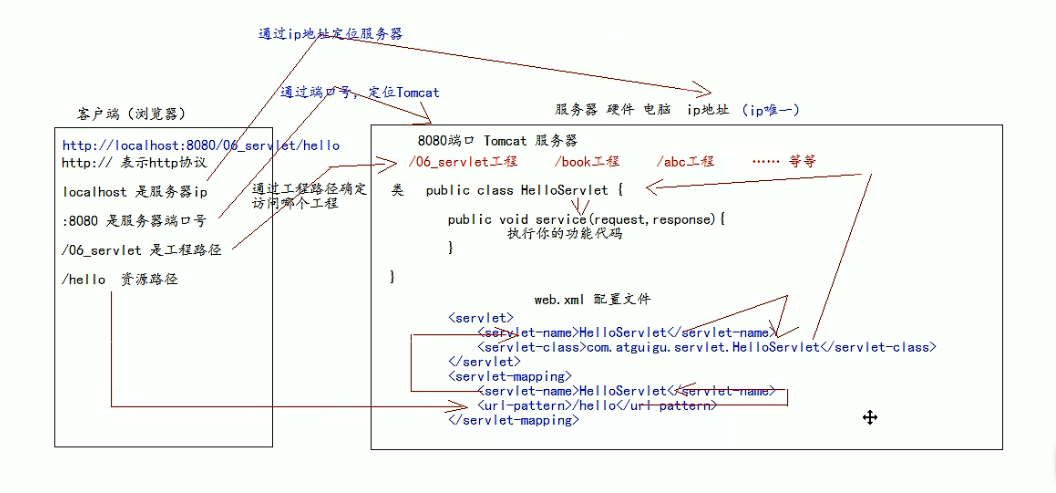 通过ip地址定位服务器
通过端口号，定位Tomcat
客户端（浏览器）
http://localhost:8080/06_servlet/hello
http:// 表示http协议
localhost 是服务器ip
:8080 是服务器端口号
/06_servlet 是工程路径
/hello 资源路径
通过工程路径确定
访问哪个工程
服务器 硬件 电脑 ip地址 （ip唯一）
8080端口 Tomcat 服务器
/06_servlet工程 /book工程 /abc工程 …… 等等
类 public class HelloServlet {
public void service(request,response){
执行你的功能代码
}
}
web.xml 配置文件
<servlet>
<servlet-name>HelloServlet</servlet-name>
<servlet-class>com.atguigu.servlet.HelloServlet</servlet-class>
</servlet>
<servlet-mapping>
<servlet-name>HelloServlet</servlet-name>
<url-pattern>/hello</url-pattern>
</servlet-mapping>